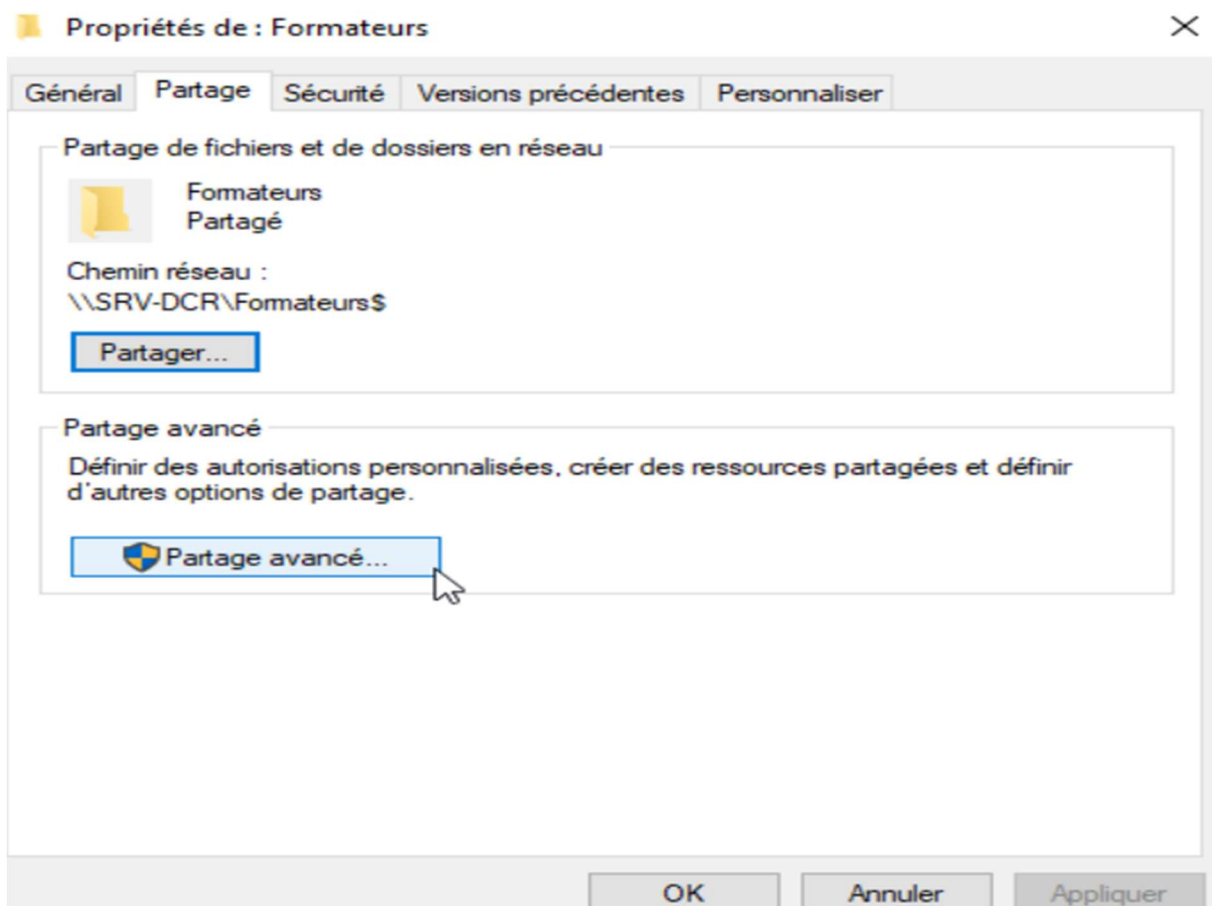 Propriétés de : Formateurs
Général Partage Sécurité Versions précédentes Personnaliser
Partage de fichiers et de dossiers en réseau
Formateurs
Partagé
Chemin réseau :
\\SRV-DCR\Formateurs$
Partager...
Partage avancé
Définir des autorisations personnalisées, créer des ressources partagées et définir
d'autres options de partage.
Partage avancé...
OK Annuler Appliquer